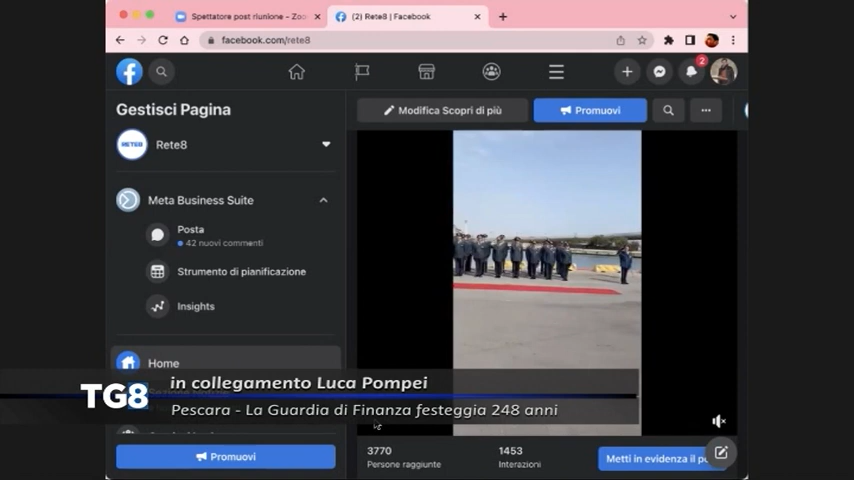 Spettatore post riunione - Zoo
(2) Rete8 | Facebook
facebook.com/rete8
2
Gestisci Pagina
Modifica Scopri di più
Promuovi
RETE8
Rete8
Meta Business Suite
Posta
42 nuovi commenti
Strumento di pianificazione
Insights
Home
in collegamento Luca Pompei
TG8
Pescara - La Guardia di Finanza festeggia 248 anni
Promuovi
3770
Persone raggiunte
1453
Interazioni
Metti in evidenza il po